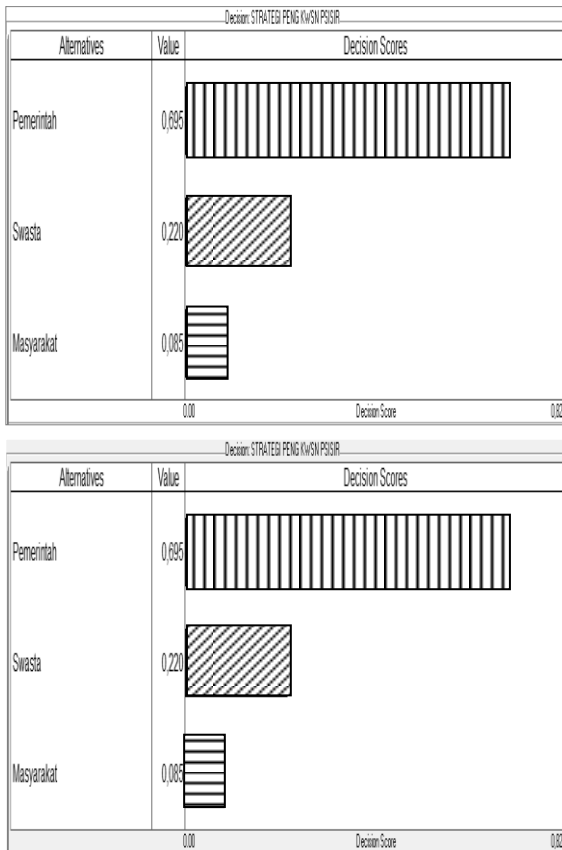 Decision: STRATEGI PENG KWSN PSISIR
Alternatives Value Decision Scores
Pemerintah 0,695
Swasta 0,220
Masyarakat 0,085
0.00 Decision Score 0,82
Decision: STRATEGI PENG KWSN PSISIR
Alternatives Value Decision Scores
Pemerintah 0,695
Swasta 0,220
Masyarakat 0,085
0.00 Decision Score 0,82